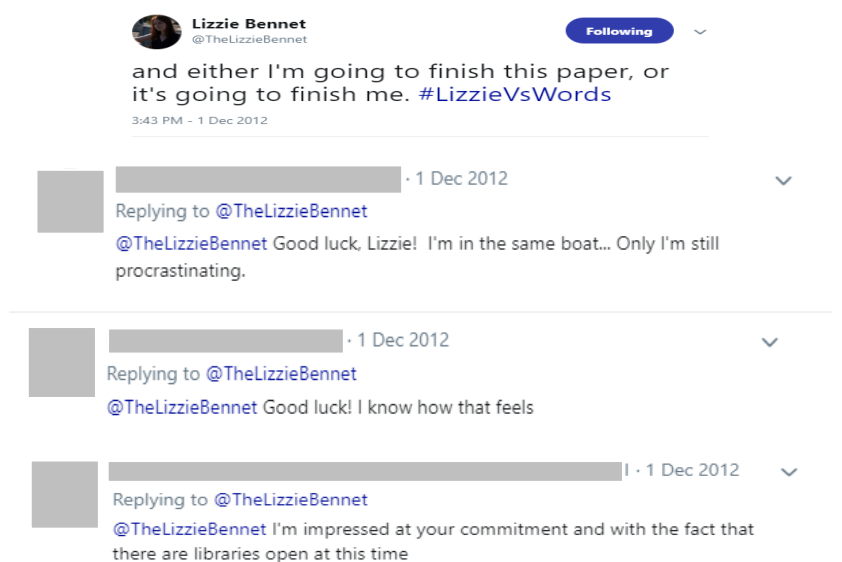 Lizzie Bennet
@TheLizzieBennet
Following
and either I'm going to finish this paper, or
it's going to finish me. #LizzieVsWords
3:43 PM - 1 Dec 2012
· 1 Dec 2012
Replying to @TheLizzieBennet
@TheLizzieBennet Good luck, Lizzie! I'm in the same boat... Only I'm still
procrastinating.
· 1 Dec 2012
Replying to @TheLizzieBennet
@TheLizzieBennet Good luck! I know how that feels
· 1 Dec 2012
Replying to @TheLizzieBennet
@TheLizzieBennet I'm impressed at your commitment and with the fact that
there are libraries open at this time